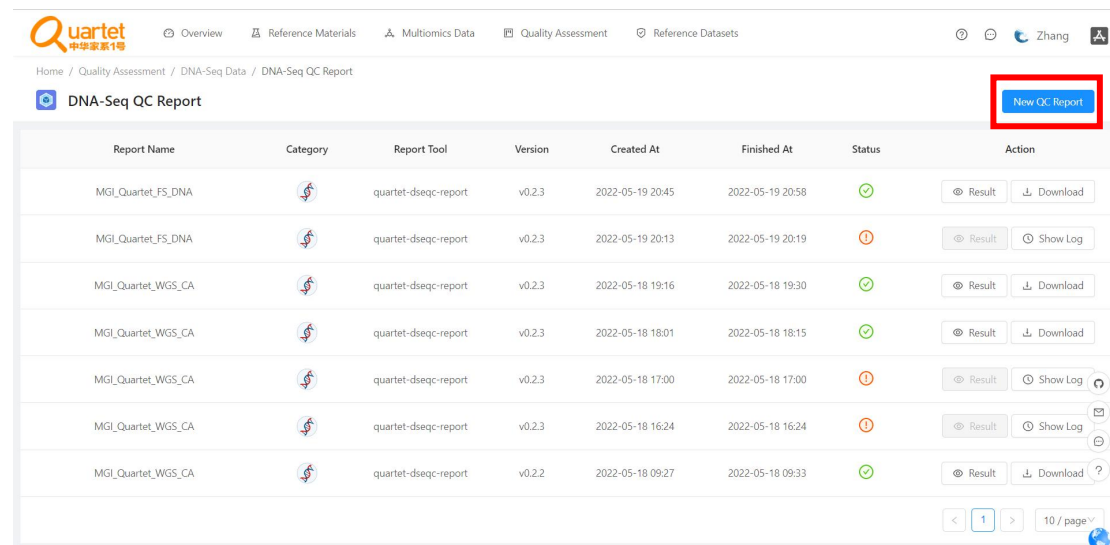 Quartet
中华家系1号
Overview Reference Materials Multiomics Data Quality Assessment Reference Datasets Zhang
Home / Quality Assessment / DNA-Seq Data / DNA-Seq QC Report
DNA-Seq QC Report
New QC Report
Report Name Category Report Tool Version Created At Finished At Status Action
MGI_Quartet_FS_DNA quartet-dseqc-report v0.2.3 2022-05-19 20:45 2022-05-19 20:58 Result Download
MGI_Quartet_FS_DNA quartet-dseqc-report v0.2.3 2022-05-19 20:13 2022-05-19 20:19 Result Show Log
MGI_Quartet_WGS_CA quartet-dseqc-report v0.2.3 2022-05-18 19:16 2022-05-18 19:30 Result Download
MGI_Quartet_WGS_CA quartet-dseqc-report v0.2.3 2022-05-18 18:01 2022-05-18 18:15 Result Download
MGI_Quartet_WGS_CA quartet-dseqc-report v0.2.3 2022-05-18 17:00 2022-05-18 17:00 Result Show Log
MGI_Quartet_WGS_CA quartet-dseqc-report v0.2.3 2022-05-18 16:24 2022-05-18 16:24 Result Show Log
MGI_Quartet_WGS_CA quartet-dseqc-report v0.2.2 2022-05-18 09:27 2022-05-18 09:33 Result Download
< 1 > 10 / page